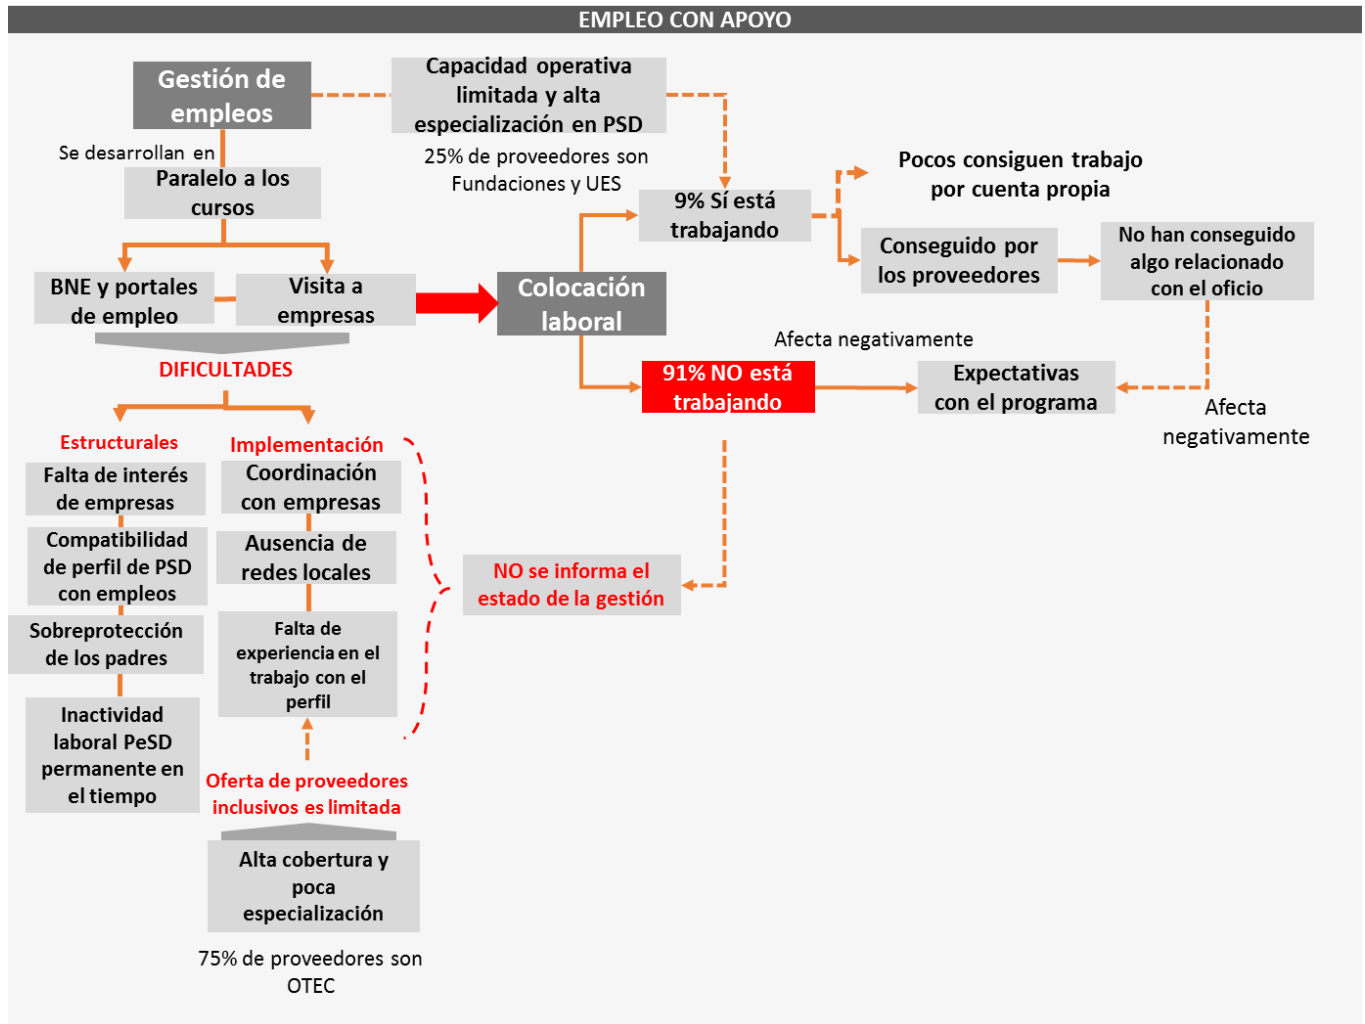 EMPLEO CON APOYO
Gestión de
empleos
Capacidad operativa
limitada y alta
especialización en PSD
25% de proveedores son
Fundaciones y UES
Se desarrollan en
Paralelo a los
cursos
BNE y portales
de empleo
Visita a
empresas
Colocación
laboral
9% Sí está
trabajando
Pocos consiguen trabajo
por cuenta propia
Conseguido por
los proveedores
No han conseguido
algo relacionado
con el oficio
Afecta negativamente
91% NO está
trabajando
Expectativas
con el programa
Afecta
negativamente
DIFICULTADES
Estructurales
Falta de interés
de empresas
Compatibilidad
de perfil de PSD
con empleos
Sobreprotección
de los padres
Inactividad
laboral PeSD
permanente en
el tiempo
Implementación
Coordinación
con empresas
Ausencia de
redes locales
Falta de
experiencia en el
trabajo con el
perfil
NO se informa el
estado de la gestión
Oferta de proveedores
inclusivos es limitada
Alta cobertura y
poca
especialización
75% de proveedores son
OTEC